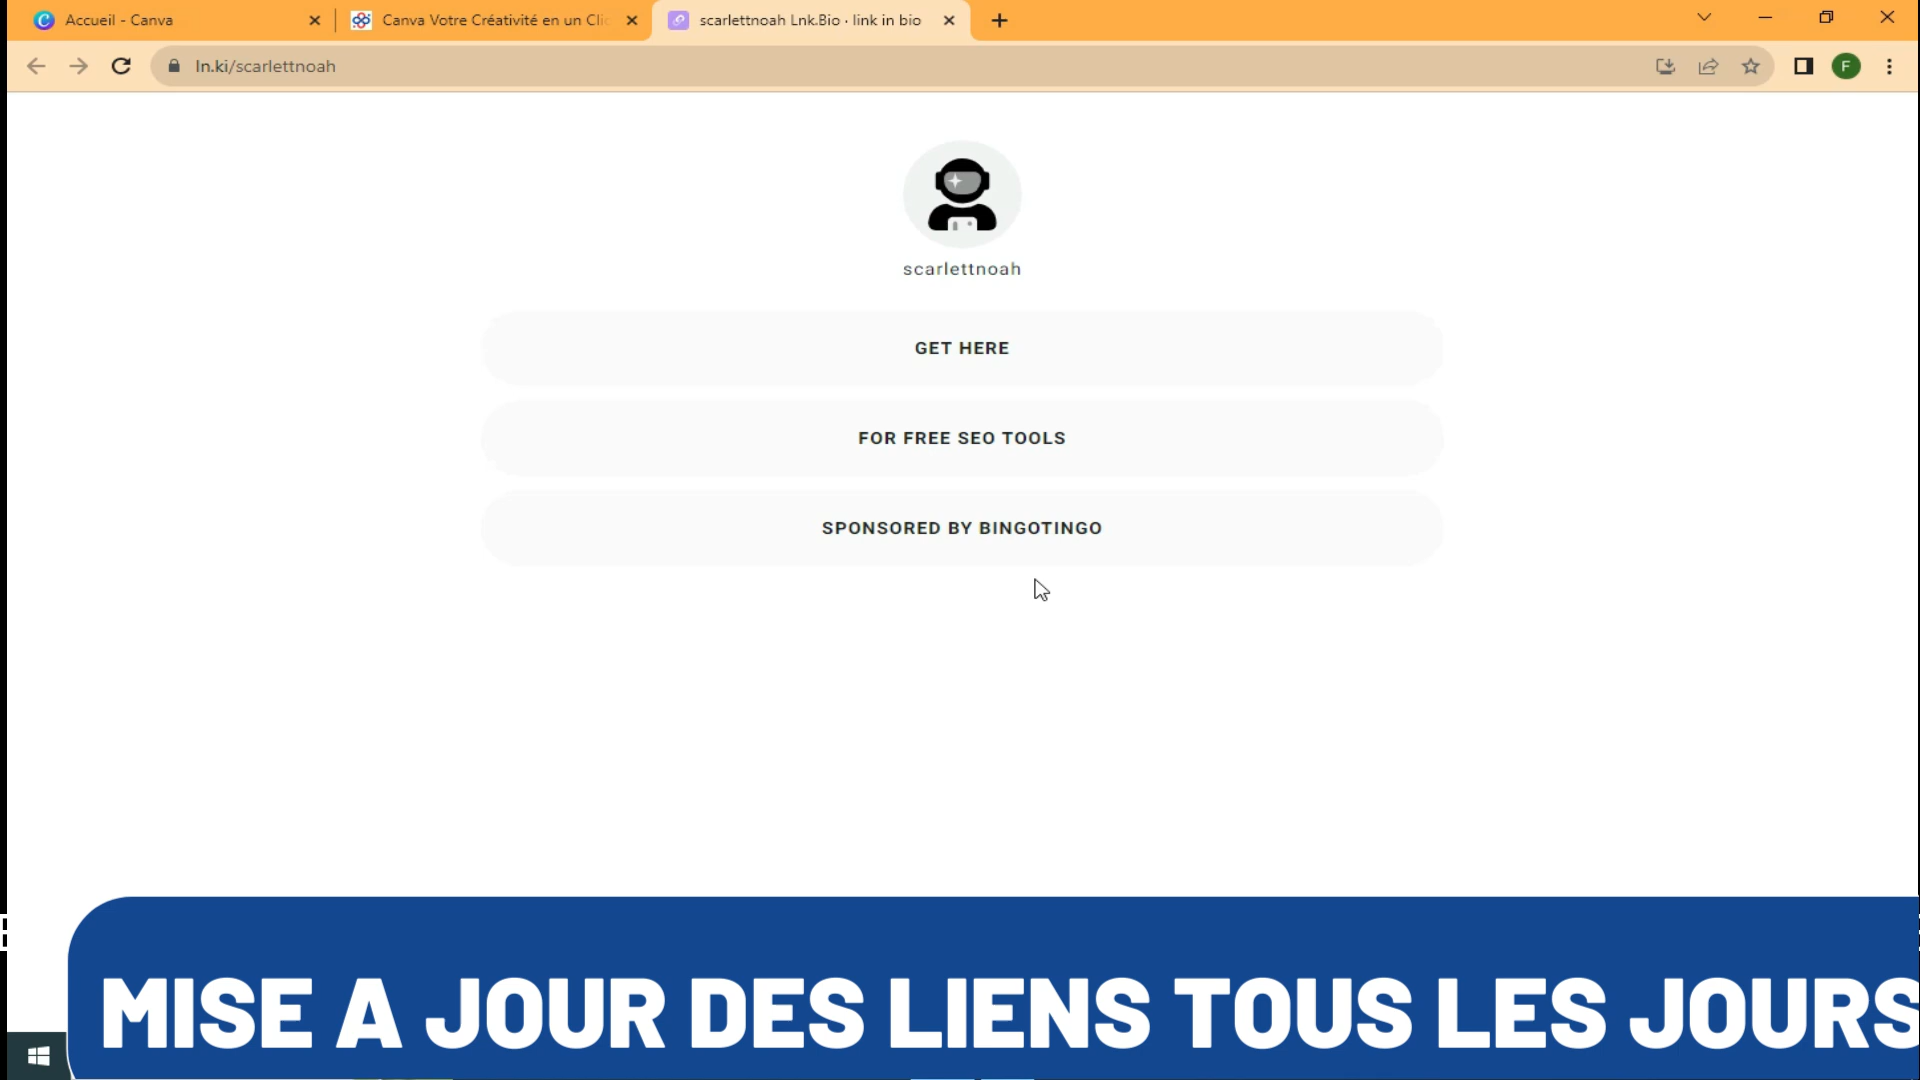 Accueil - Canva
Canva Votre Créativité en un Clic
scarlettnoah Lnk.Bio · link in bio
ln.ki/scarlettnoah
F
scarlettnoah
GET HERE
FOR FREE SEO TOOLS
SPONSORED BY BINGOTINGO
MISE A JOUR DES LIENS TOUS LES JOURS